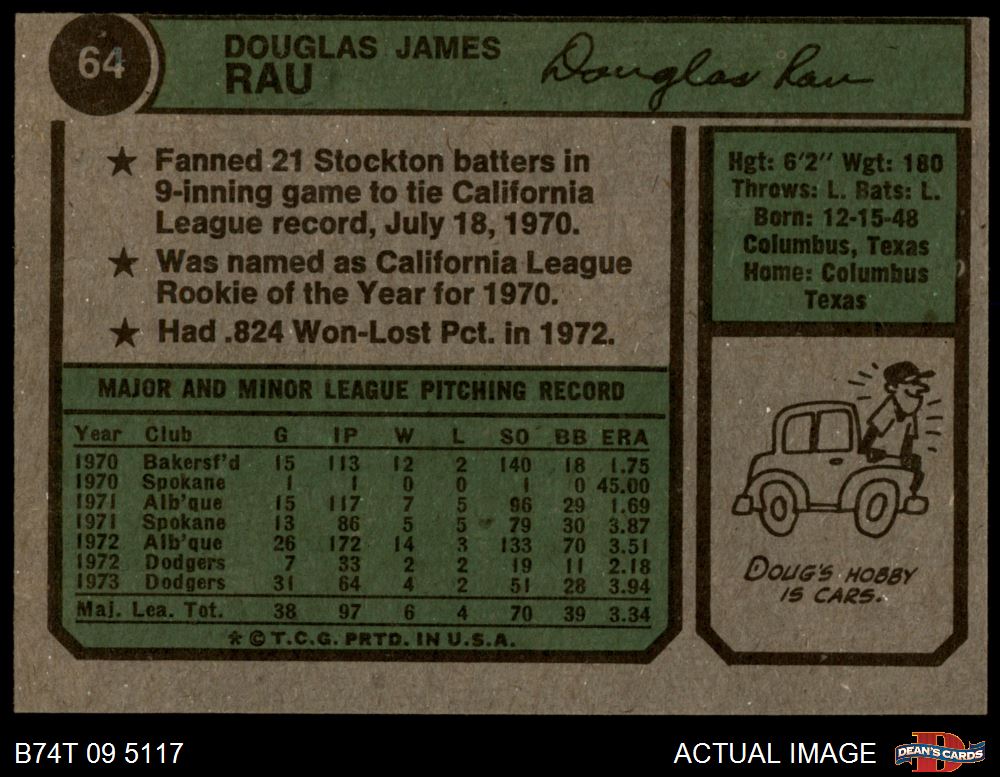 64
DOUGLAS JAMES
RAU
Douglas Rau
★ Fanned 21 Stockton batters in
9-inning game to tie California
League record, July 18, 1970.
★ Was named as California League
Rookie of the Year for 1970.
★ Had .824 Won-Lost Pct. in 1972.
Hgt: 6'2" Wgt: 180
Throws: L. Bats: L.
Born: 12-15-48
Columbus, Texas
Home: Columbus
Texas
MAJOR AND MINOR LEAGUE PITCHING RECORD
Year Club G IP W L SO BB ERA
1970 Bakersf'd 15 113 12 2 140 18 1.75
1970 Spokane 1 1 0 0 1 0 45.00
1971 Alb'que 15 117 7 5 96 29 1.69
1971 Spokane 13 86 5 5 79 30 3.87
1972 Alb'que 26 172 14 3 133 70 3.51
1972 Dodgers 7 33 2 2 19 11 2.18
1973 Dodgers 31 64 4 2 51 28 3.94
Maj. Lea. Tot. 38 97 6 4 70 39 3.34
* © T.C.G. PRTD. IN U.S.A.
DOUG'S HOBBY
IS CARS.
B74T 09 5117
ACTUAL IMAGE
DEAN'S CARDS